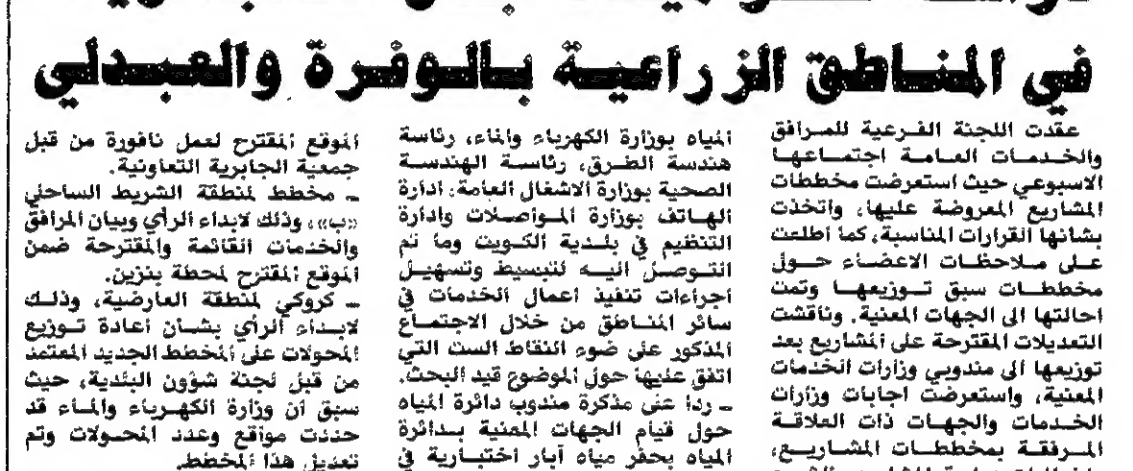 في المناطق الزراعية بالوفرة والعبدلي
عقدت اللجنة الفرعية للمرافق
والخدمات العامة اجتماعها
الاسبوعي حيث استعرضت مخططات
المشاريع المعروضة عليها، واتخذت
بشانها القرارات المناسبة، كما اطلعت
على ملاحظات الاعضاء حول
مخططات سبق توزيعها وتمت
احالتها الى الجهات المعنية. وناقشت
التعديلات المقترحة على المشاريع بعد
توزيعها الى مندوبي وزارات الخدمات
المعنية، واستعرضت اجابات وزارات
الخدمات والجهات ذات العلاقة
المرفقة بمخططات المشاريع،
المياه بوزارة الكهرباء والماء، رئاسة
هندسة الطرق، رئاسة الهندسة
الصحية بوزارة الاشغال العامة، ادارة
الهاتف بوزارة المواصلات وادارة
التنظيم في بلدية الكويت وما تم
التوصل اليه لتبسيط وتسهيل
اجراءات تنفيذ اعمال الخدمات في
سائر المناطق من خلال الاجتماع
المذكور على ضوء النقاط الست التي
اتفق عليها حول الموضوع قيد البحث.
ـ ردا على مذكرة مندوب دائرة المياه
حول قيام الجهات المعنية بدائرة
المياه بحفر مياه آبار اختبارية في
الموقع المقترح لعمل نافورة من قبل
جمعية الجابرية التعاونية.
ـ مخطط لمنطقة الشريط الساحلي
«ب»، وذلك لابداء الرأي وبيان المرافق
والخدمات القائمة والمقترحة ضمن
الموقع المقترح لمحطة بنزين.
ـ كروكي لمنطقة العارضية، وذلك
لابداء الرأي بشان اعادة توزيع
المحولات على المخطط الجديد المعتمد
من قبل لجنة شؤون البلدية، حيث
سبق ان وزارة الكهرباء والماء قد
حددت مواقع وعدد المحولات وتم
تعديل هذا المخطط.